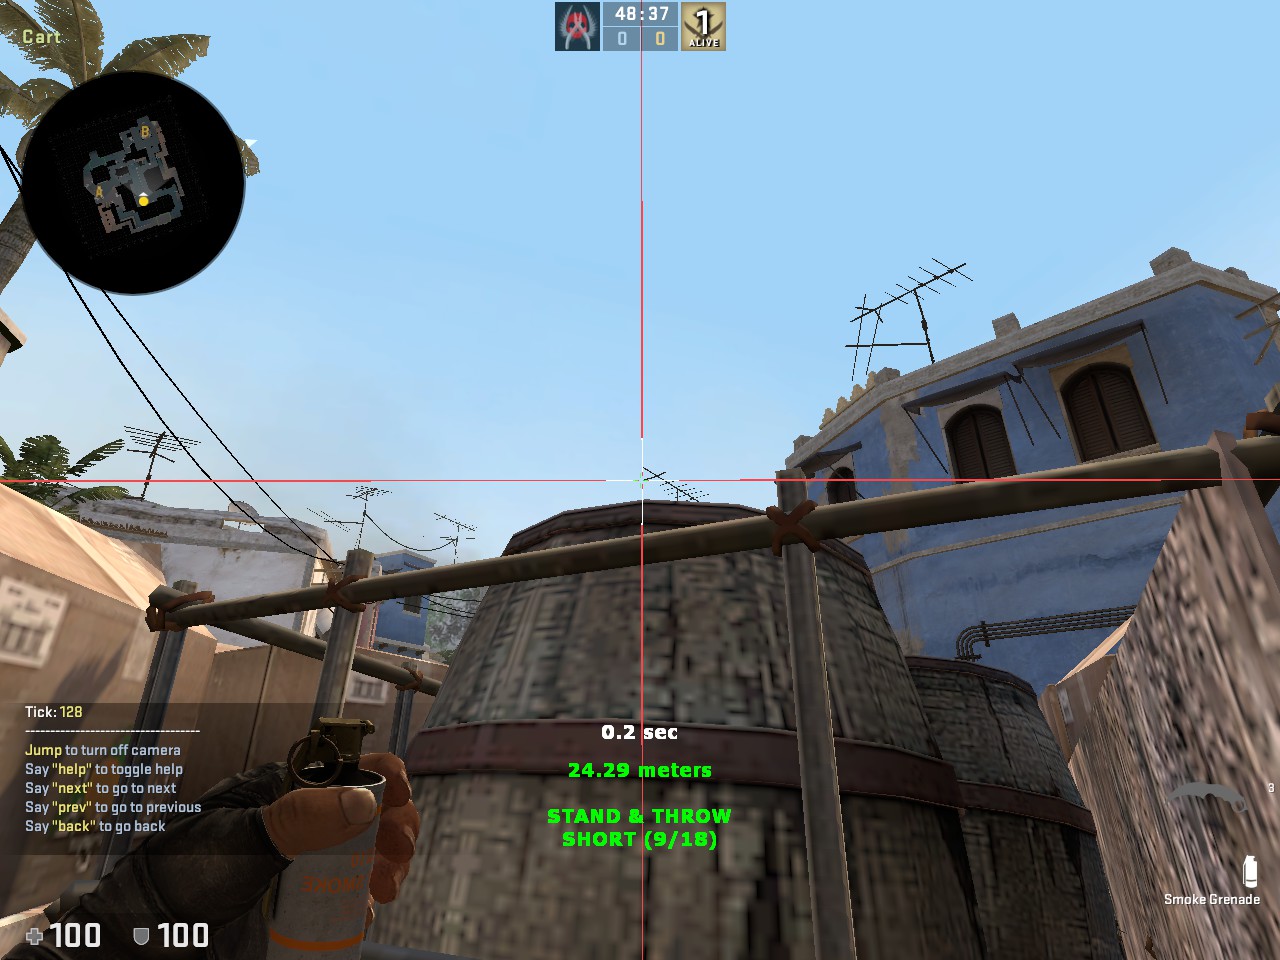 Cart
48:37
0 0
1
ALIVE
B
A
Tick: 128
Jump to turn off camera
Say "help" to toggle help
Say "next" to go to next
Say "prev" to go to previous
Say "back" to go back
0.2 sec
24.29 meters
STAND & THROW
SHORT (9/18)
3
Smoke Grenade
100 100